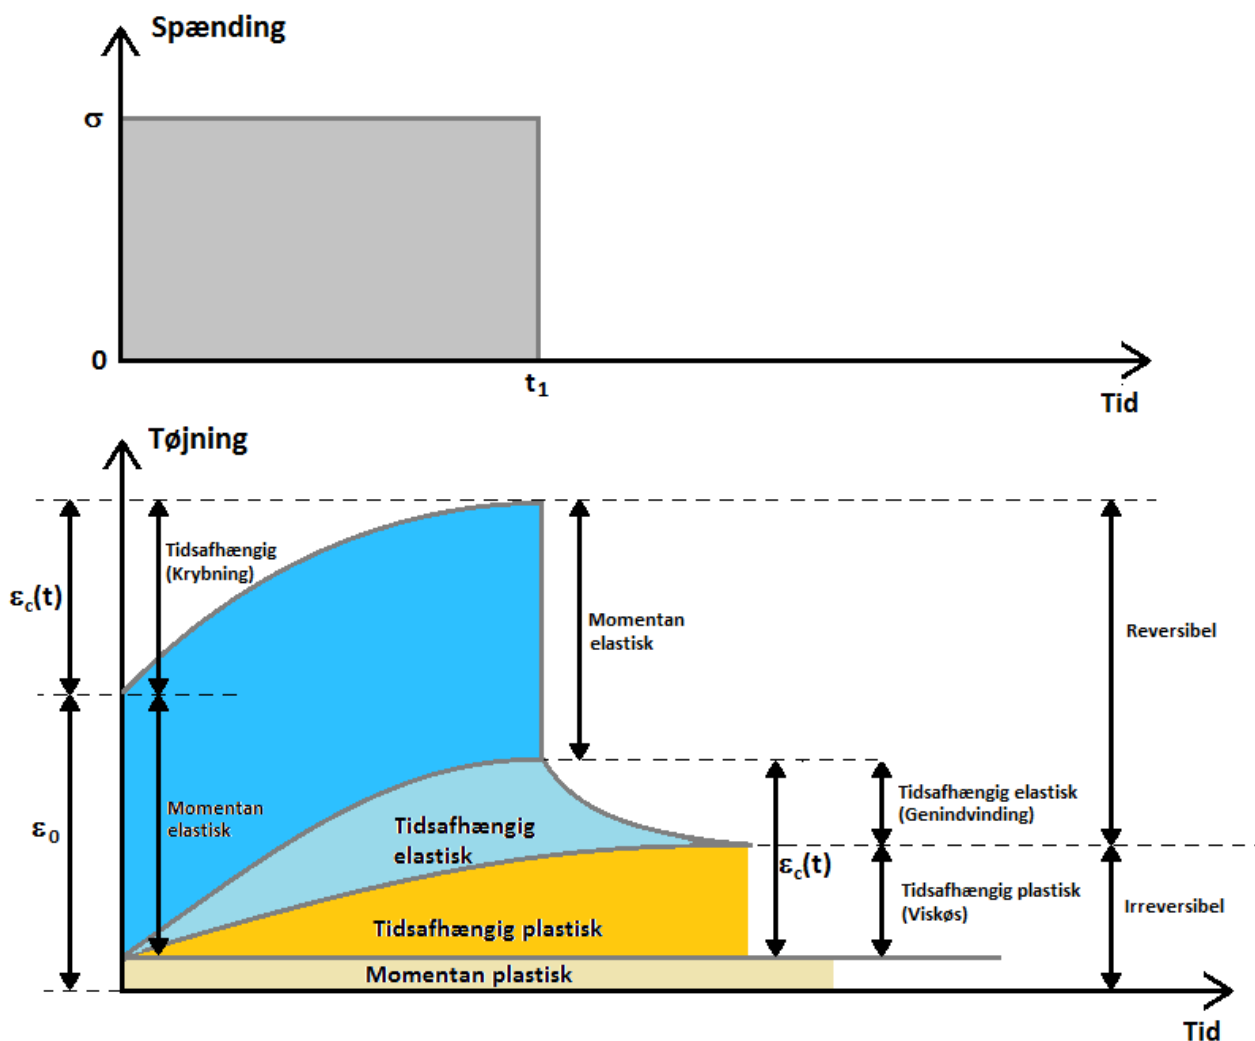 Spænding
σ
0
t1
Tid
Tøjning
Tidsafhængig
(Krybning)
εc(t)
Momentan
elastisk
Reversibel
Momentan
elastisk
ε0
Tidsafhængig
elastisk
Tidsafhængig elastisk
(Genindvinding)
εc(t)
Tidsafhængig plastisk
(Viskøs)
Irreversibel
Tidsafhængig plastisk
Momentan plastisk
Tid